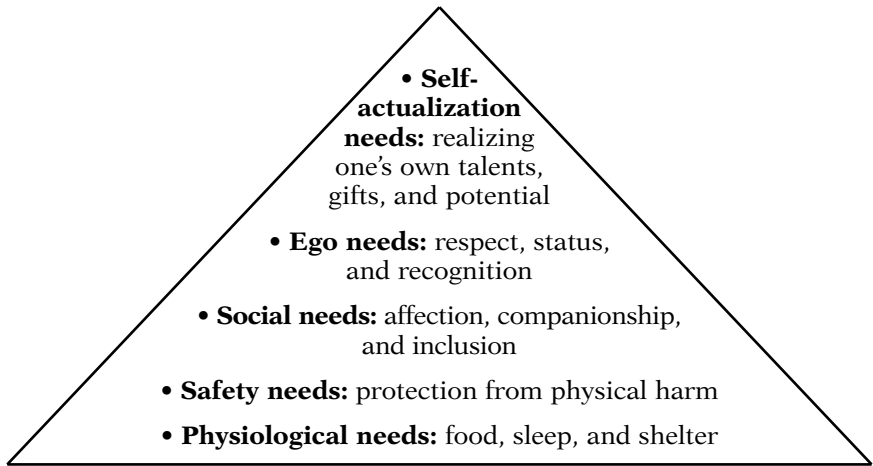 • Self-
actualization
needs: realizing
one’s own talents,
gifts, and potential
• Ego needs: respect, status,
and recognition
• Social needs: affection, companionship,
and inclusion
• Safety needs: protection from physical harm
• Physiological needs: food, sleep, and shelter